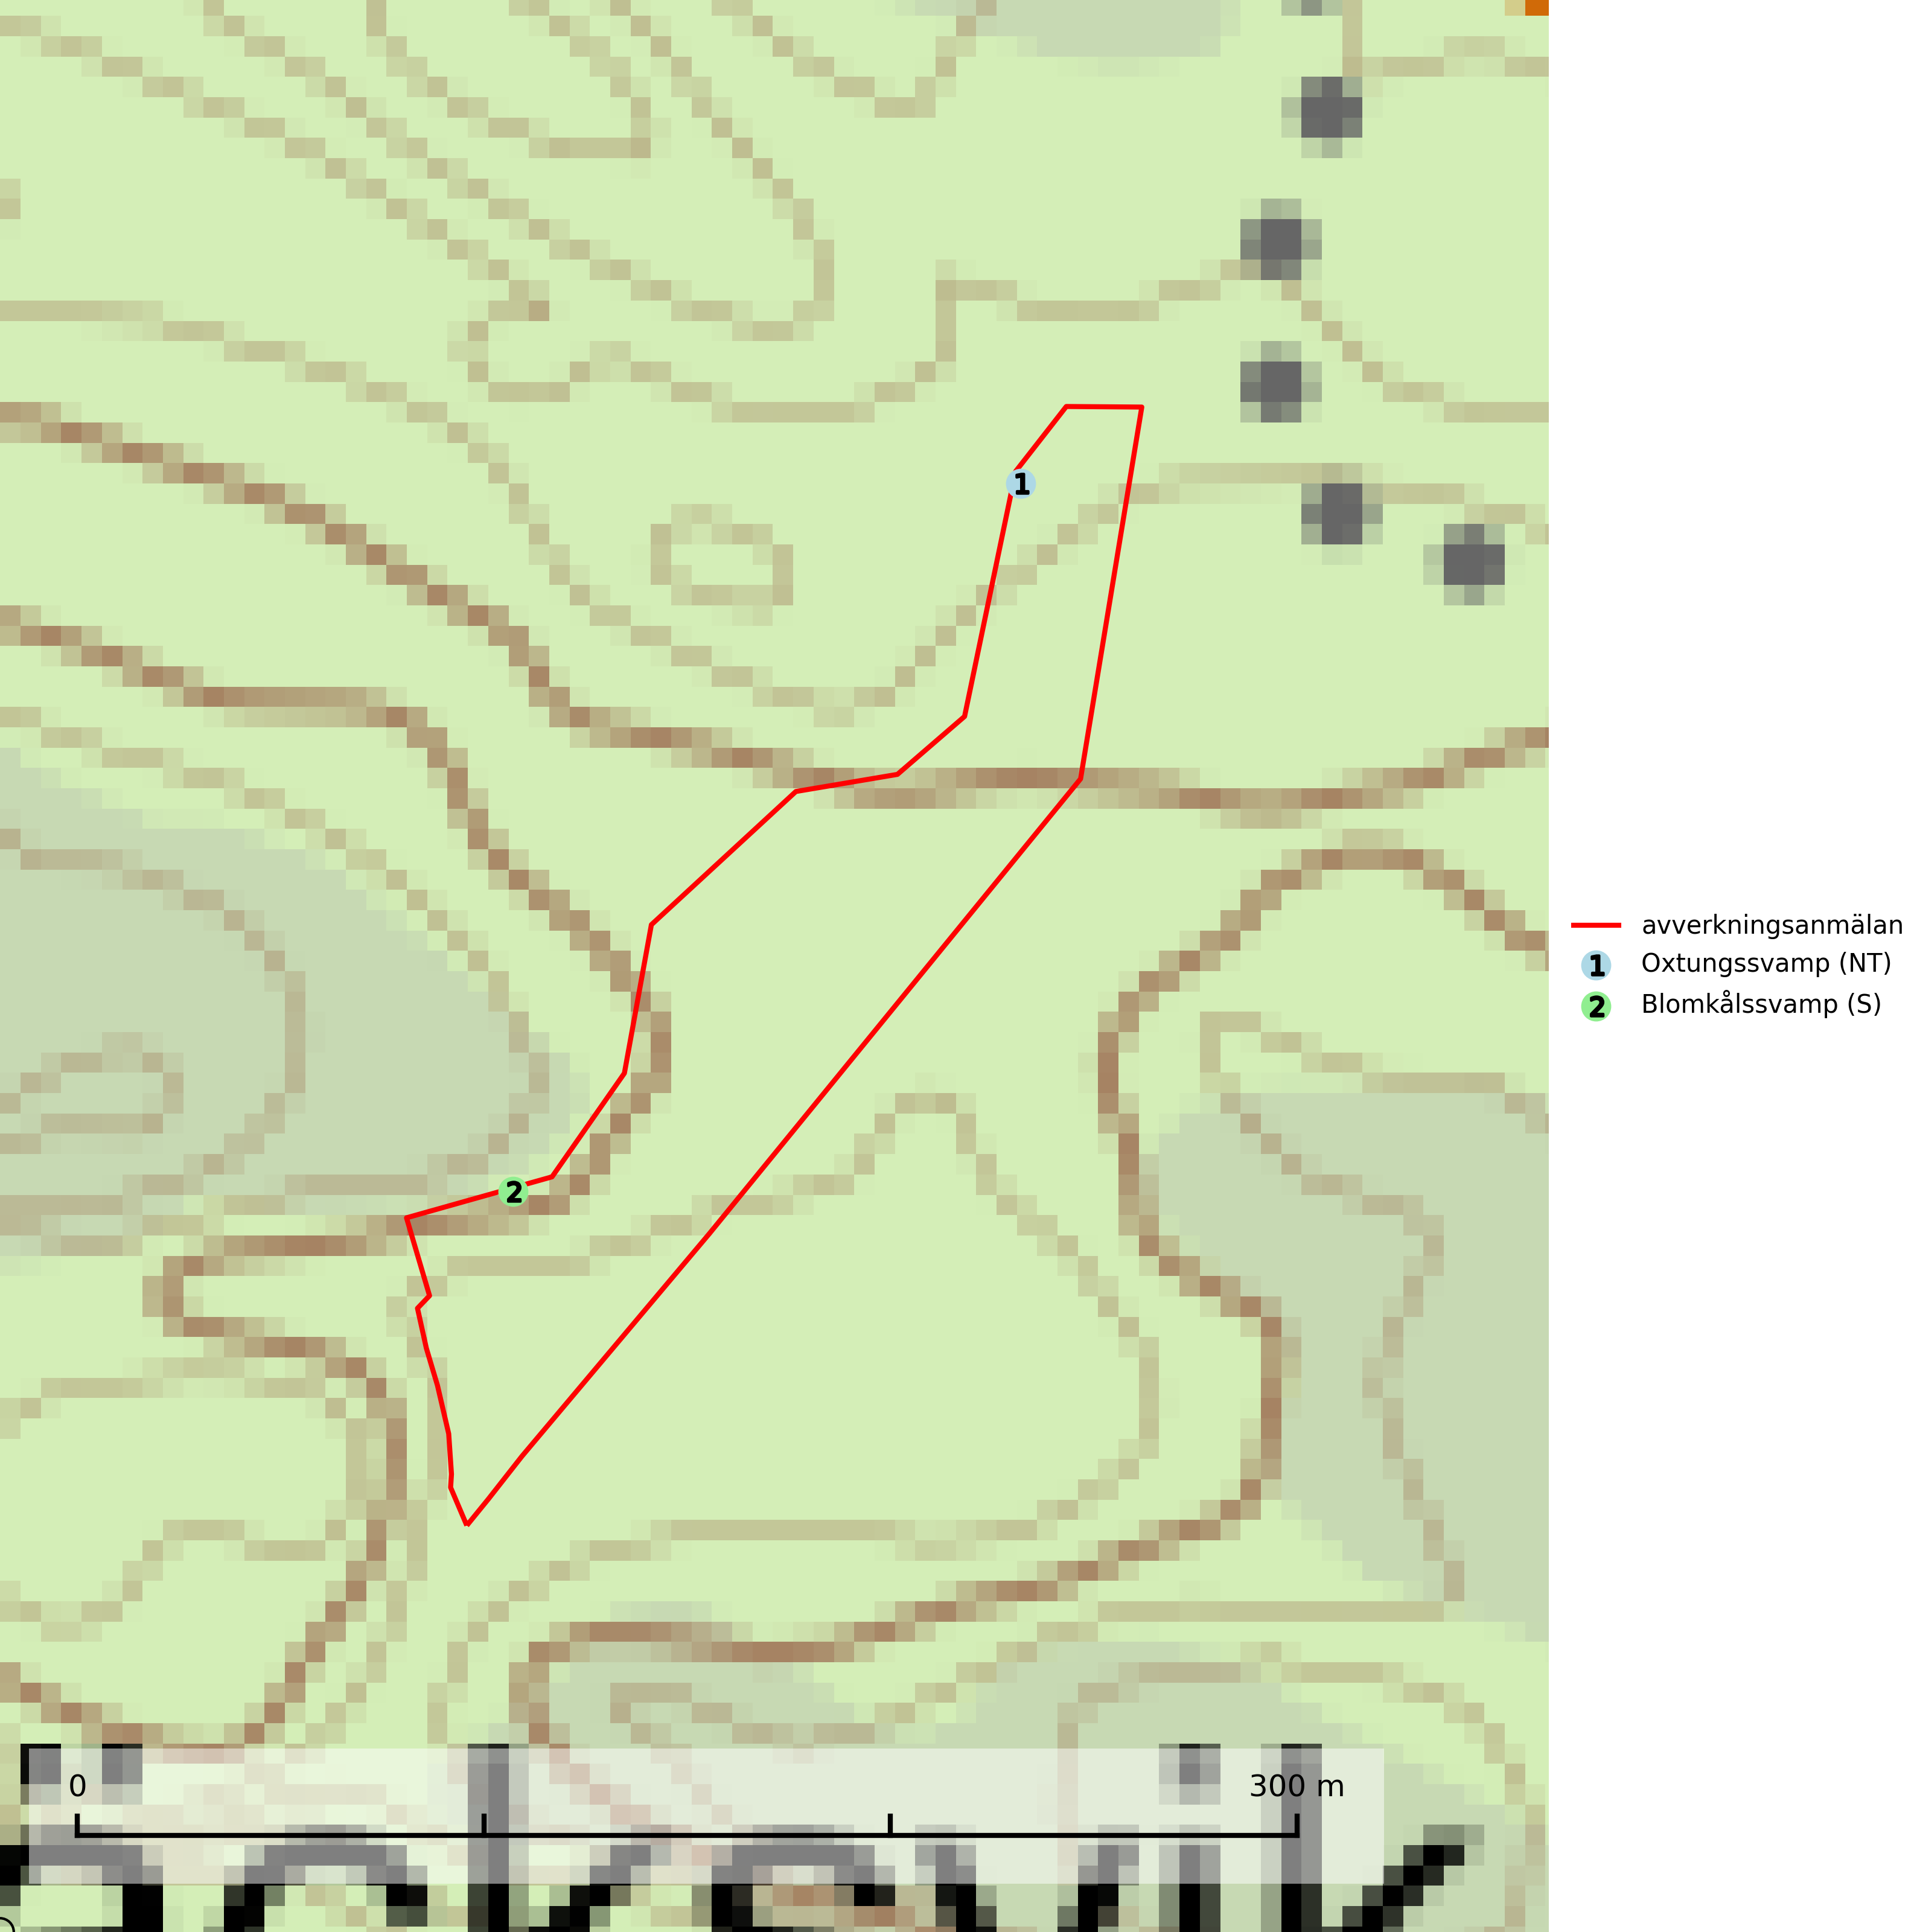 1
2
avverkningsanmälan
1 Oxtungssvamp (NT)
2 Blomkålssvamp (S)
0 300 m